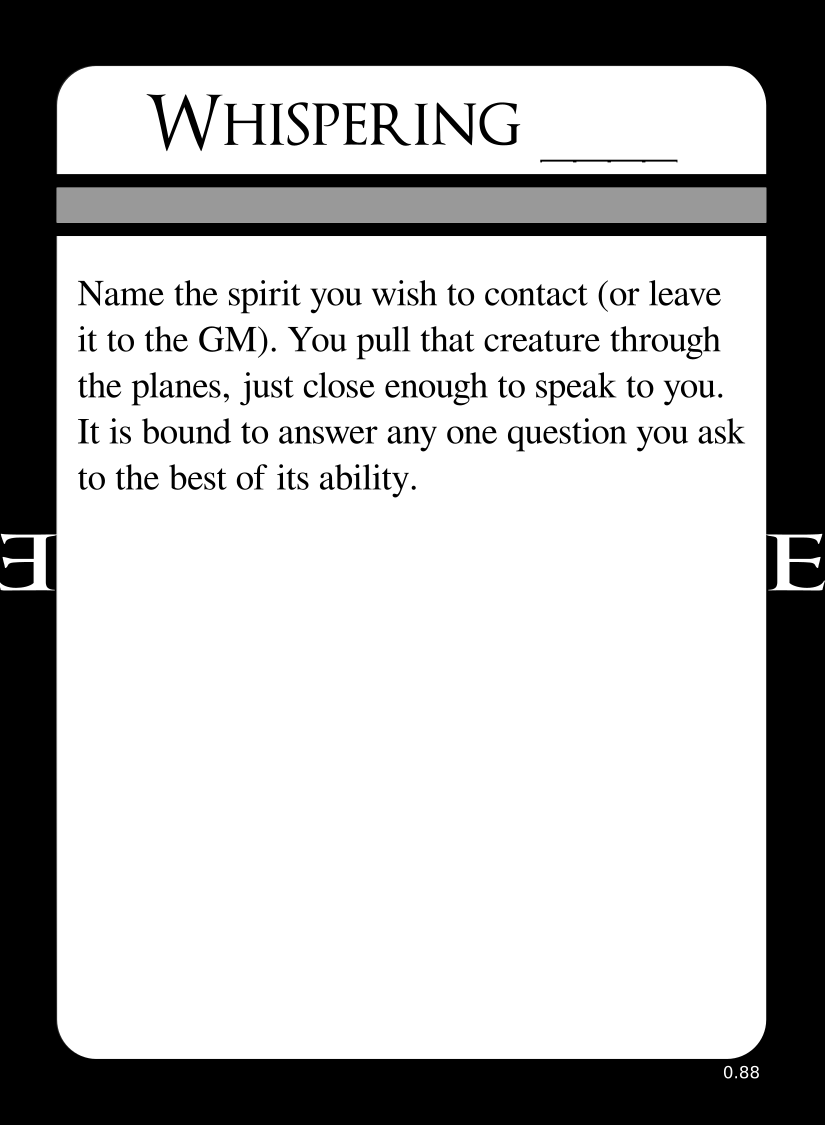 Whispering ____
Name the spirit you wish to contact (or leave
it to the GM). You pull that creature through
the planes, just close enough to speak to you.
It is bound to answer any one question you ask
to the best of its ability.
E
E
0.88